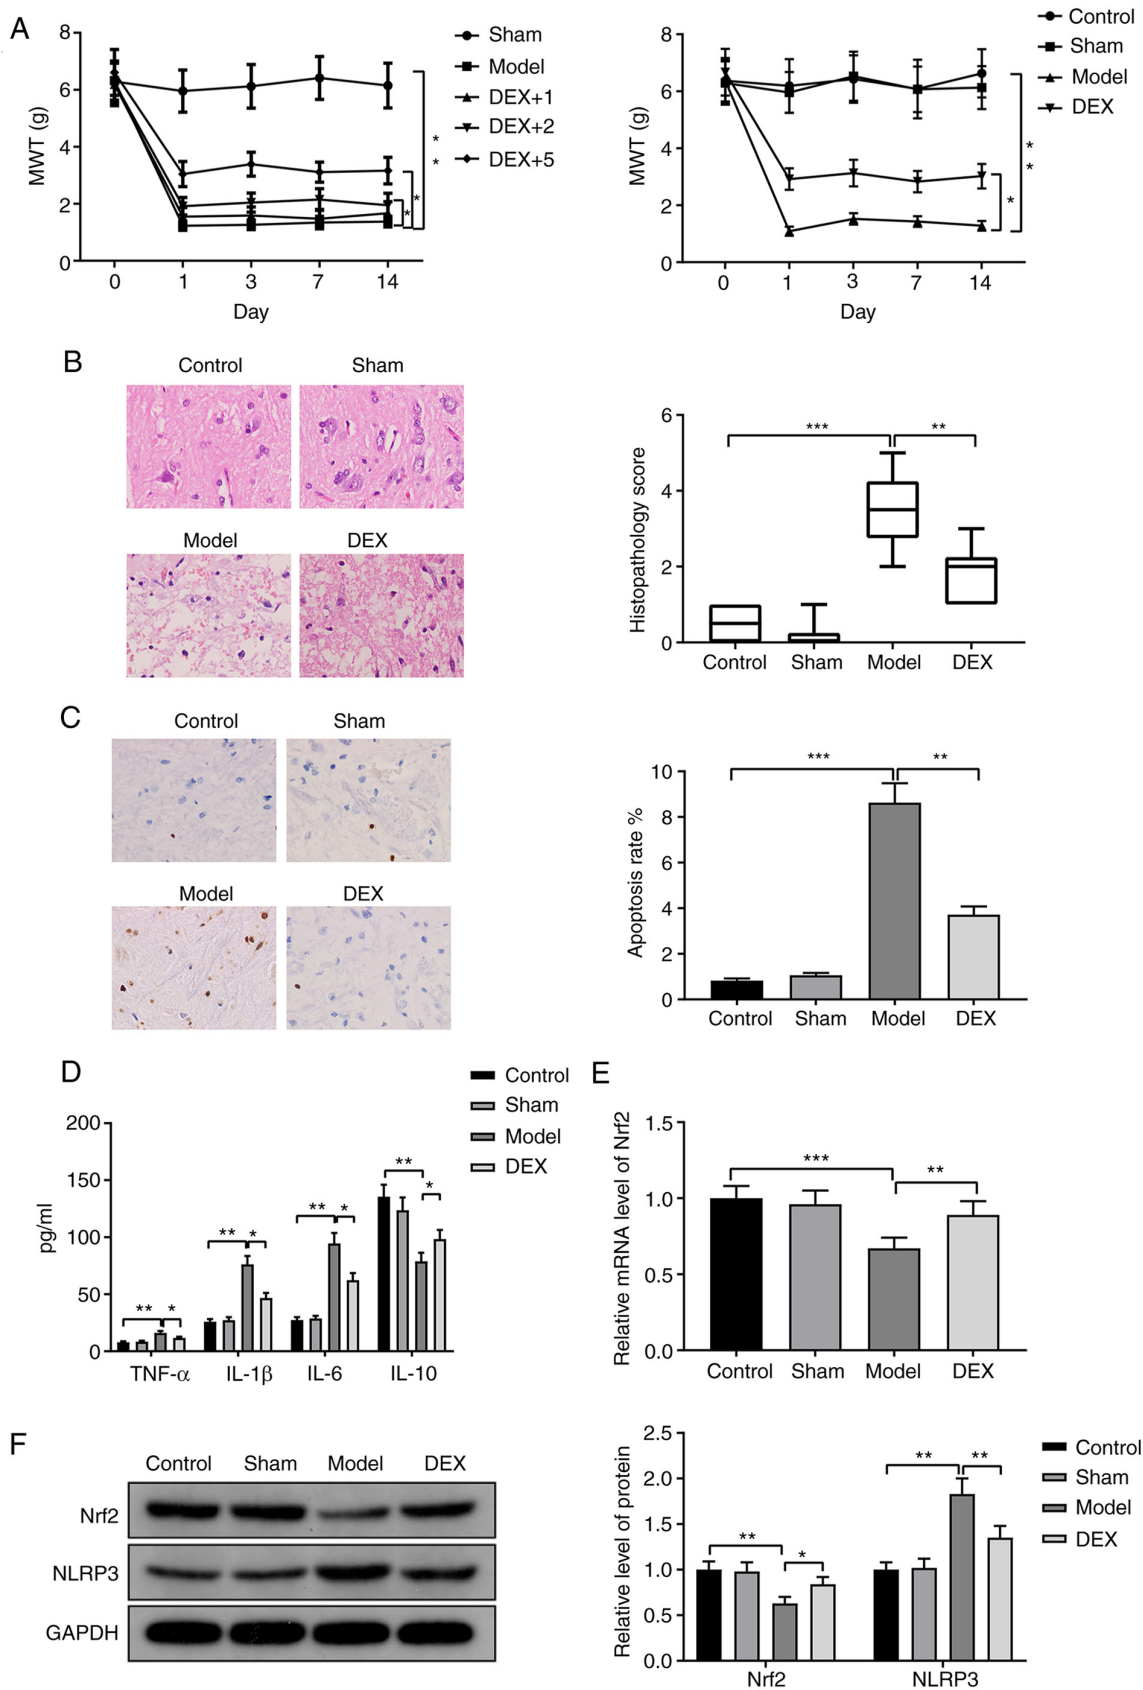 A
MWT (g)
8
6
4
2
0
0 1 3 7 14
Day
Sham
Model
DEX+1
DEX+2
DEX+5
*
*
*
*
MWT (g)
8
6
4
2
0
0 1 3 7 14
Day
Control
Sham
Model
DEX
*
*
*
B
Control Sham
Model DEX
Histopathology score
6
4
2
0
*** **
Control Sham Model DEX
C
Control Sham
Model DEX
Apoptosis rate %
10
8
6
4
2
0
*** **
Control Sham Model DEX
D
pg/ml
200
150
100
50
0
** * ** * ** * ** *
TNF-α IL-1β IL-6 IL-10
Control
Sham
Model
DEX
E
Relative mRNA level of Nrf2
1.5
1.0
0.5
0.0
*** **
Control Sham Model DEX
F
Control Sham Model DEX
Nrf2
NLRP3
GAPDH
Relative level of protein
2.5
2.0
1.5
1.0
0.5
0.0
** * ** **
Nrf2 NLRP3
Control
Sham
Model
DEX